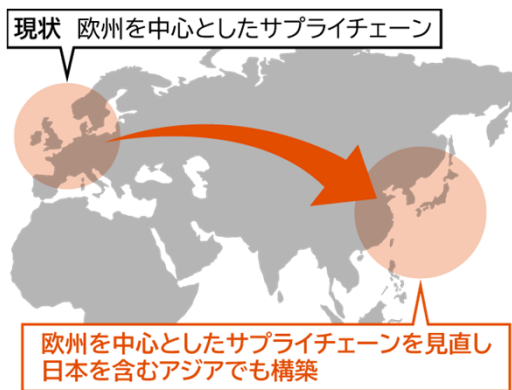 現状 欧州を中心としたサプライチェーン
欧州を中心としたサプライチェーンを見直し
日本を含むアジアでも構築